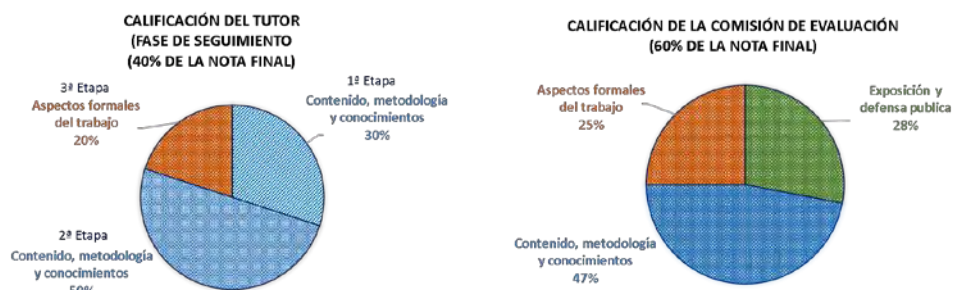 CALIFICACIÓN DEL TUTOR
(FASE DE SEGUIMIENTO
(40% DE LA NOTA FINAL)
3ª Etapa
Aspectos formales
del trabajo
20%
1ª Etapa
Contenido, metodología
y conocimientos
30%
2ª Etapa
Contenido, metodología
y conocimientos
50%
CALIFICACIÓN DE LA COMISIÓN DE EVALUACIÓN
(60% DE LA NOTA FINAL)
Aspectos formales
del trabajo
25%
Exposición y
defensa publica
28%
Contenido, metodología
y conocimientos
47%